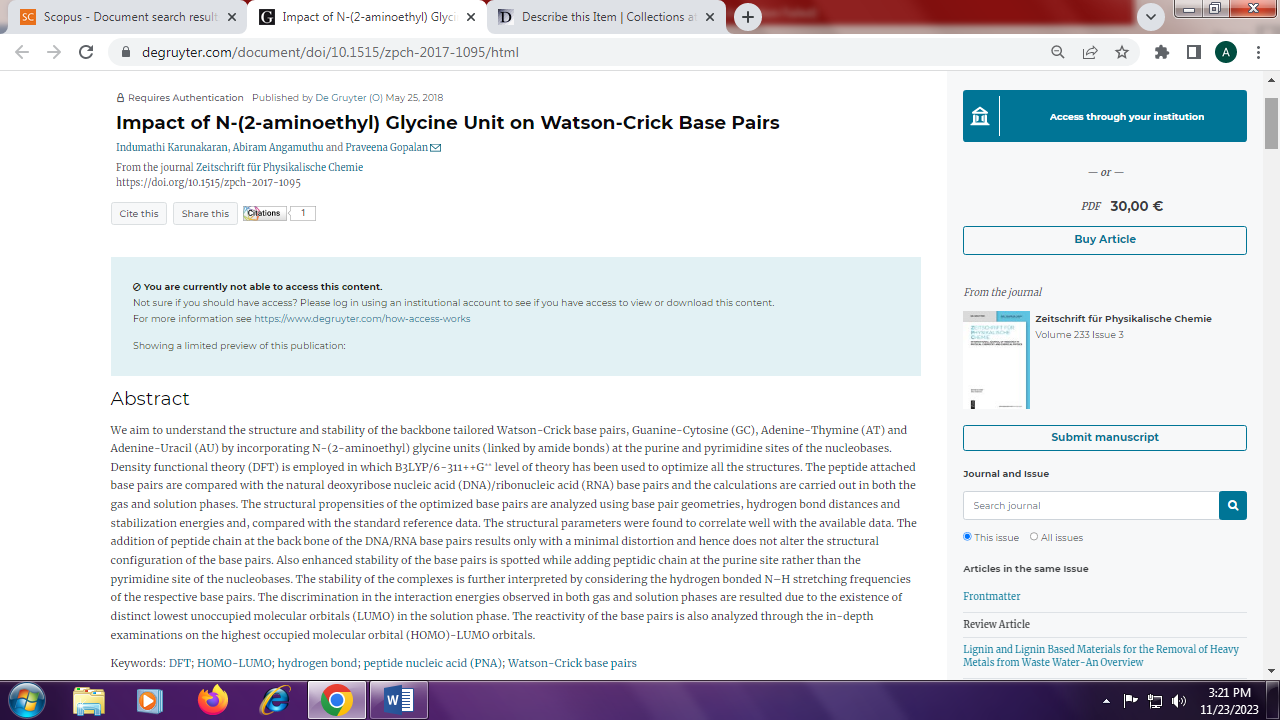 Scopus - Document search result
Impact of N-(2-aminoethyl) Glyci
Describe this Item | Collections a
degruyter.com/document/doi/10.1515/zpch-2017-1095/html
A
Requires Authentication Published by De Gruyter (O) May 25, 2018
Impact of N-(2-aminoethyl) Glycine Unit on Watson-Crick Base Pairs
Indumathi Karunakaran, Abiram Angamuthu and Praveena Gopalan
From the journal Zeitschrift für Physikalische Chemie
https://doi.org/10.1515/zpch-2017-1095
Cite this
Share this
Citations
1
You are currently not able to access this content.
Not sure if you should have access? Please log in using an institutional account to see if you have access to view or download this content.
For more information see https://www.degruyter.com/how-access-works
Showing a limited preview of this publication:
Abstract
We aim to understand the structure and stability of the backbone tailored Watson-Crick base pairs, Guanine-Cytosine (GC), Adenine-Thymine (AT) and
Adenine-Uracil (AU) by incorporating N-(2-aminoethyl) glycine units (linked by amide bonds) at the purine and pyrimidine sites of the nucleobases.
Density functional theory (DFT) is employed in which B3LYP/6-311++G** level of theory has been used to optimize all the structures. The peptide attached
base pairs are compared with the natural deoxyribose nucleic acid (DNA)/ribonucleic acid (RNA) base pairs and the calculations are carried out in both the
gas and solution phases. The structural propensities of the optimized base pairs are analyzed using base pair geometries, hydrogen bond distances and
stabilization energies and, compared with the standard reference data. The structural parameters were found to correlate well with the available data. The
addition of peptide chain at the back bone of the DNA/RNA base pairs results only with a minimal distortion and hence does not alter the structural
configuration of the base pairs. Also enhanced stability of the base pairs is spotted while adding peptidic chain at the purine site rather than the
pyrimidine site of the nucleobases. The stability of the complexes is further interpreted by considering the hydrogen bonded N–H stretching frequencies
of the respective base pairs. The discrimination in the interaction energies observed in both gas and solution phases are resulted due to the existence of
distinct lowest unoccupied molecular orbitals (LUMO) in the solution phase. The reactivity of the base pairs is also analyzed through the in-depth
examinations on the highest occupied molecular orbital (HOMO)-LUMO orbitals.
Keywords: DFT; HOMO-LUMO; hydrogen bond; peptide nucleic acid (PNA); Watson-Crick base pairs
Access through your institution
— or —
PDF 30,00 €
Buy Article
From the journal
Zeitschrift für Physikalische Chemie
Volume 233 Issue 3
Submit manuscript
Journal and Issue
Search journal
This issue
All issues
Articles in the same Issue
Frontmatter
Review Article
Lignin and Lignin Based Materials for the Removal of Heavy
Metals from Waste Water-An Overview
3:21 PM
11/23/2023